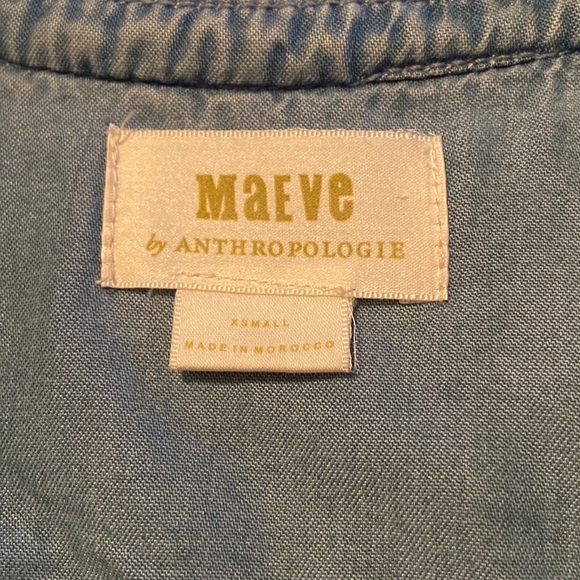 MaEVe
by ANTHROPOLOGIE
XSMALL
MADE IN MOROCCO